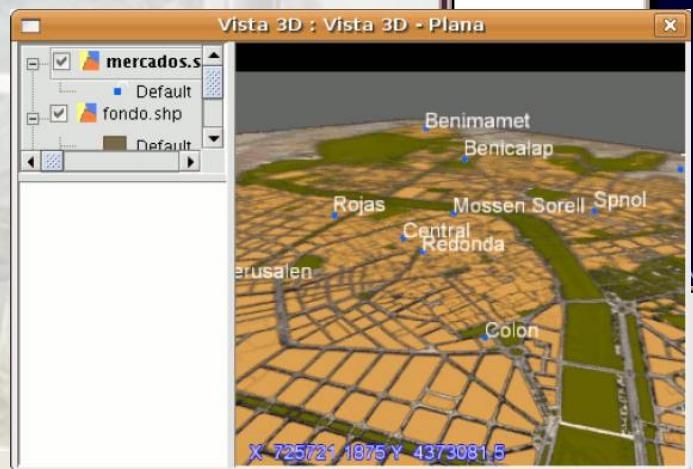 Vista 3D : Vista 3D - Plana
mercados.s
Default
fondo.shp
Default
Benimamet
Benicalap
Rojas
Mossen Sorell
Spnol
Central
Redonda
erusalen
Colon
X 725721.1875 Y 4373081.5